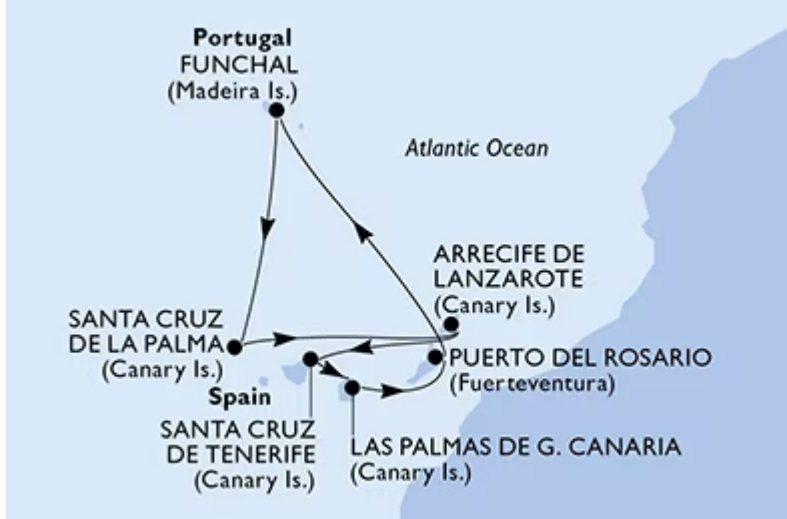 Portugal
FUNCHAL
(Madeira Is.)
Atlantic Ocean
ARRECIFE DE
LANZAROTE
(Canary Is.)
SANTA CRUZ
DE LA PALMA
(Canary Is.)
PUERTO DEL ROSARIO
(Fuerteventura)
Spain
SANTA CRUZ
DE TENERIFE
(Canary Is.)
LAS PALMAS DE G. CANARIA
(Canary Is.)